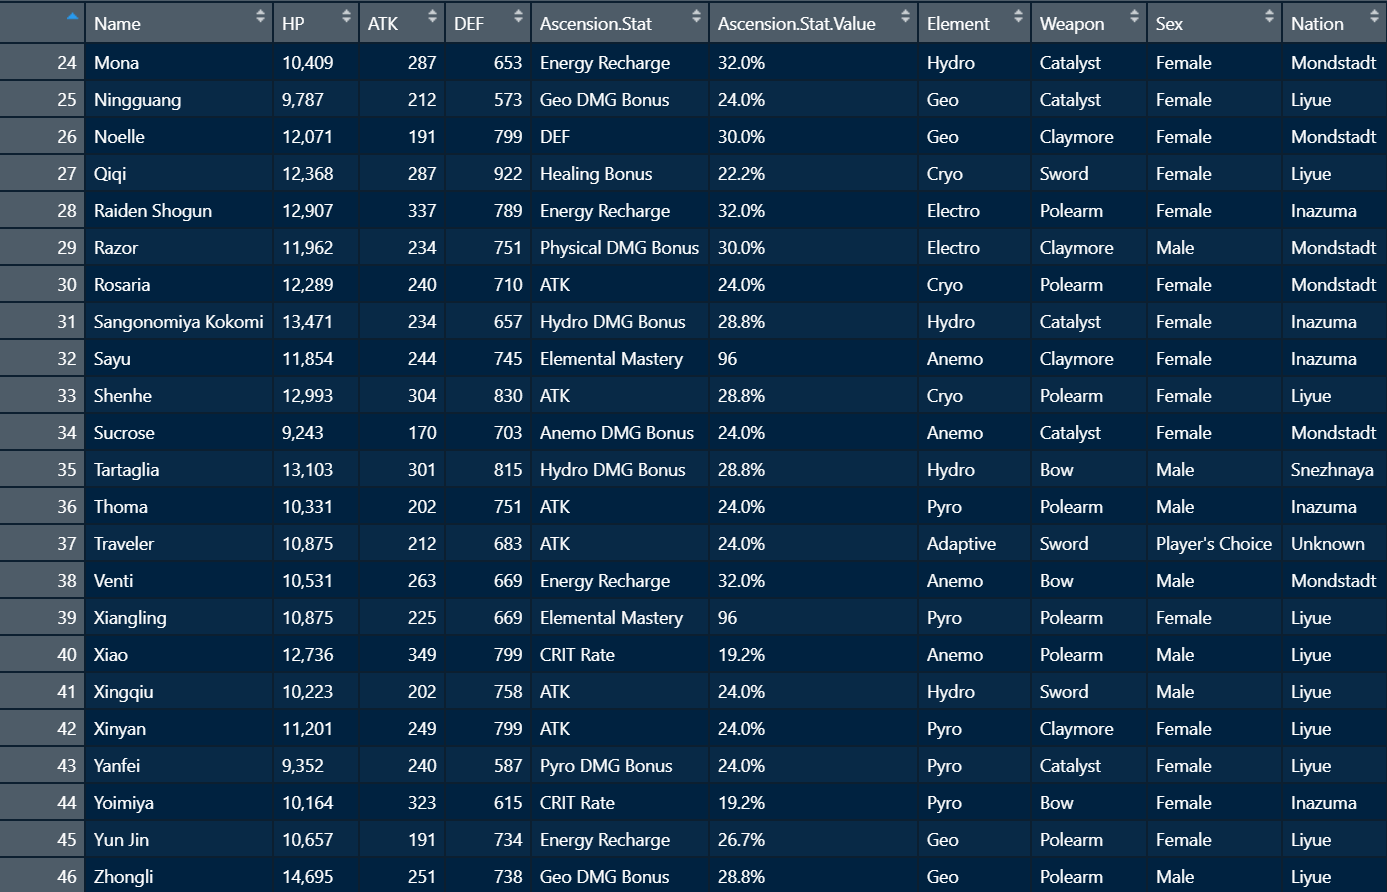 Name HP ATK DEF Ascension.Stat Ascension.Stat.Value Element Weapon Sex Nation
24 Mona 10,409 287 653 Energy Recharge 32.0% Hydro Catalyst Female Mondstadt
25 Ningguang 9,787 212 573 Geo DMG Bonus 24.0% Geo Catalyst Female Liyue
26 Noelle 12,071 191 799 DEF 30.0% Geo Claymore Female Mondstadt
27 Qiqi 12,368 287 922 Healing Bonus 22.2% Cryo Sword Female Liyue
28 Raiden Shogun 12,907 337 789 Energy Recharge 32.0% Electro Polearm Female Inazuma
29 Razor 11,962 234 751 Physical DMG Bonus 30.0% Electro Claymore Male Mondstadt
30 Rosaria 12,289 240 710 ATK 24.0% Cryo Polearm Female Mondstadt
31 Sangonomiya Kokomi 13,471 234 657 Hydro DMG Bonus 28.8% Hydro Catalyst Female Inazuma
32 Sayu 11,854 244 745 Elemental Mastery 96 Anemo Claymore Female Inazuma
33 Shenhe 12,993 304 830 ATK 28.8% Cryo Polearm Female Liyue
34 Sucrose 9,243 170 703 Anemo DMG Bonus 24.0% Anemo Catalyst Female Mondstadt
35 Tartaglia 13,103 301 815 Hydro DMG Bonus 28.8% Hydro Bow Male Snezhnaya
36 Thoma 10,331 202 751 ATK 24.0% Pyro Polearm Male Inazuma
37 Traveler 10,875 212 683 ATK 24.0% Adaptive Sword Player's Choice Unknown
38 Venti 10,531 263 669 Energy Recharge 32.0% Anemo Bow Male Mondstadt
39 Xiangling 10,875 225 669 Elemental Mastery 96 Pyro Polearm Female Liyue
40 Xiao 12,736 349 799 CRIT Rate 19.2% Anemo Polearm Male Liyue
41 Xingqiu 10,223 202 758 ATK 24.0% Hydro Sword Male Liyue
42 Xinyan 11,201 249 799 ATK 24.0% Pyro Claymore Female Liyue
43 Yanfei 9,352 240 587 Pyro DMG Bonus 24.0% Pyro Catalyst Female Liyue
44 Yoimiya 10,164 323 615 CRIT Rate 19.2% Pyro Bow Female Inazuma
45 Yun Jin 10,657 191 734 Energy Recharge 26.7% Geo Polearm Female Liyue
46 Zhongli 14,695 251 738 Geo DMG Bonus 28.8% Geo Polearm Male Liyue